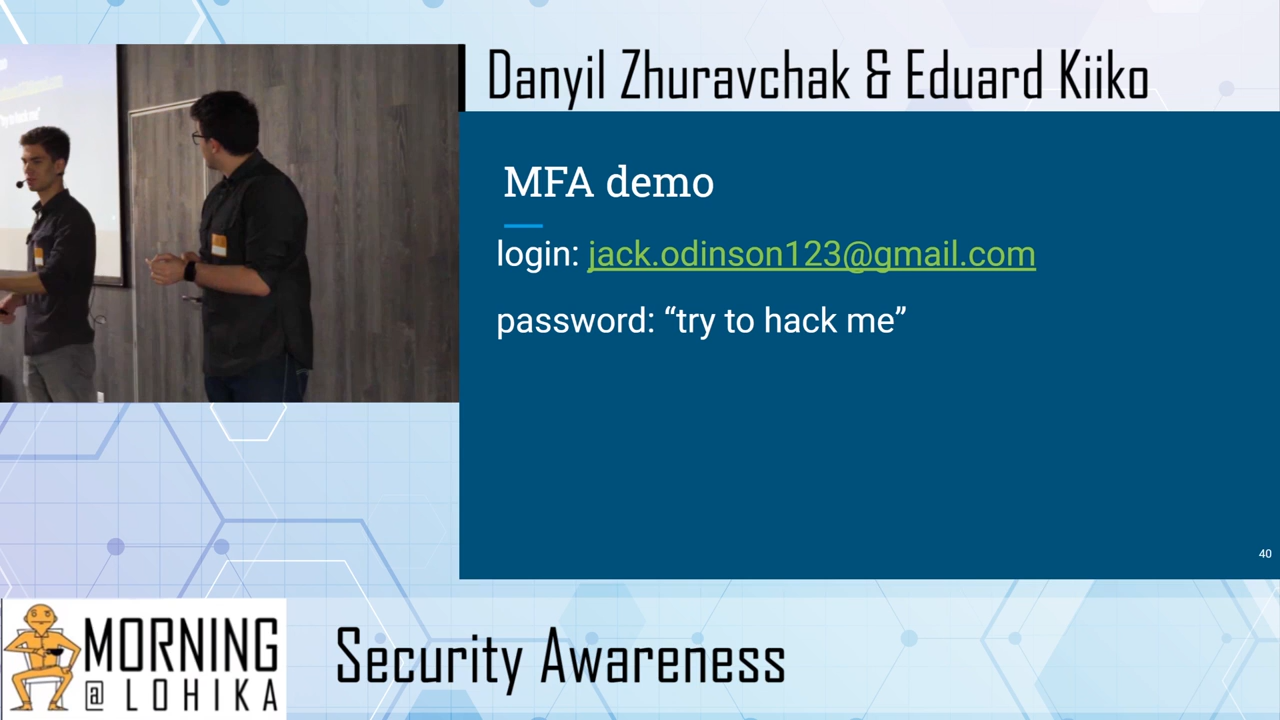 Danyil Zhuravchak & Eduard Kiiko
MFA demo
login: jack.odinson123@gmail.com
password: “try to hack me”
40
MORNING
@ LOHIKA
Security Awareness